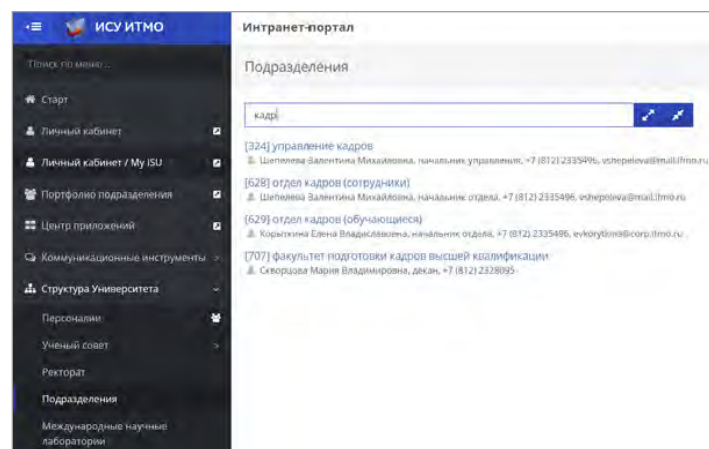 ИСУ ИТМО
Интранет-портал
Поиск по меню...
Старт
Личный кабинет
Личный кабинет / My ISU
Портфолио подразделения
Центр приложений
Коммуникационные инструменты
Структура Университета
Персоналии
Ученый совет
Ректорат
Подразделения
Международные научные
лаборатории
Подразделения
кадр
[324] управление кадров
Шепелева Валентина Михайловна, начальник управления, +7 (812) 2335496, vshepeleva@mail.ifmo.ru
[628] отдел кадров (сотрудники)
Шепелева Валентина Михайловна, начальник отдела, +7 (812) 2335496, vshepeleva@mail.ifmo.ru
[629] отдел кадров (обучающиеся)
Корыткина Елена Владиславовна, начальник отдела, +7 (812) 2335496, evkorytkina@corp.ifmo.ru
[707] факультет подготовки кадров высшей квалификации
Скворцова Мария Владимировна, декан, +7 (812) 2328095